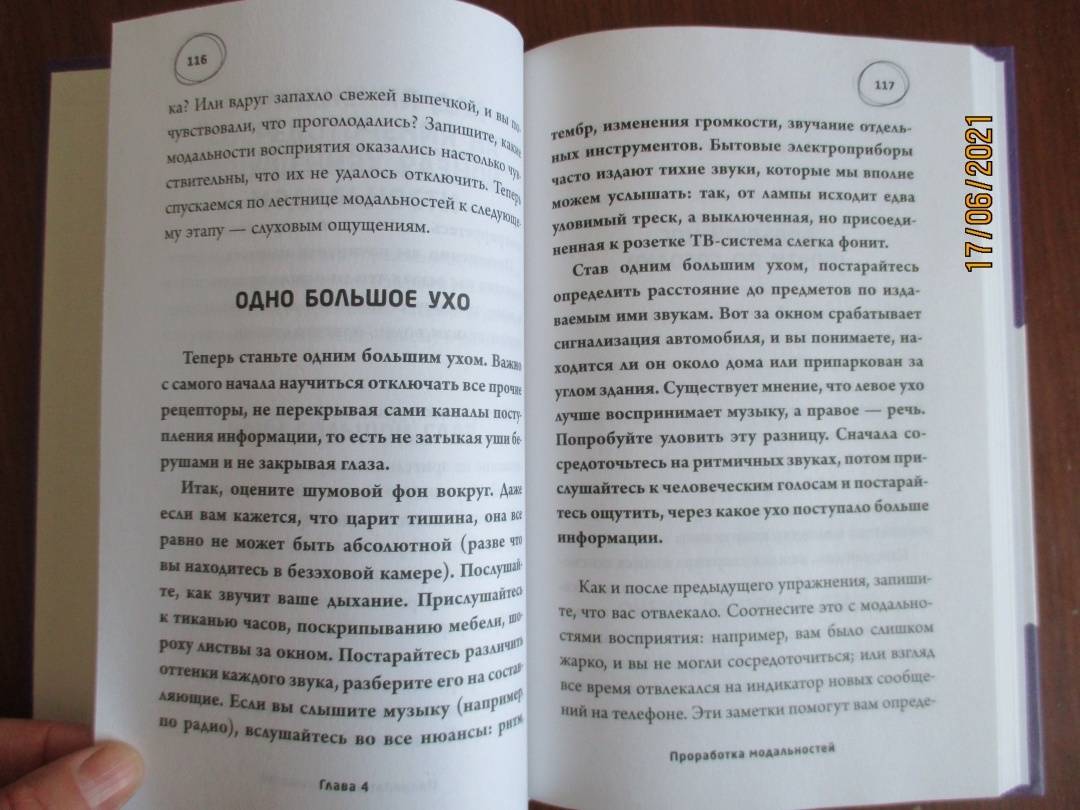 116
ка? Или вдруг запахло свежей выпечкой, и вы по-
чувствовали, что проголодались? Запишите, какие
модальности восприятия оказались настолько чув-
ствительны, что их не удалось отключить. Теперь
спускаемся по лестнице модальностей к следующе-
му этапу — слуховым ощущениям.
ОДНО БОЛЬШОЕ УХО
Теперь станьте одним большим ухом. Важно
с самого начала научиться отключать все прочие
рецепторы, не перекрывая сами каналы посту-
пления информации, то есть не затыкая уши бе-
рушами и не закрывая глаза.
Итак, оцените шумовой фон вокруг. Даже
если вам кажется, что царит тишина, она все
равно не может быть абсолютной (разве что
вы находитесь в безэховой камере). Послушай-
те, как звучит ваше дыхание. Прислушайтесь
к тиканью часов, поскрипыванию мебели, шо-
роху листвы за окном. Постарайтесь различить
оттенки каждого звука, разберите его на состав-
ляющие. Если вы слышите музыку (например,
по радио), вслушайтесь во все нюансы: ритм,
Глава 4
117
тембр, изменения громкости, звучание отдель-
ных инструментов. Бытовые электроприборы
часто издают тихие звуки, которые мы вполне
можем услышать: так, от лампы исходит едва
уловимый треск, а выключенная, но присоеди-
ненная к розетке ТВ-система слегка фонит.
Став одним большим ухом, постарайтесь
определить расстояние до предметов по изда-
ваемым ими звукам. Вот за окном срабатывает
сигнализация автомобиля, и вы понимаете, на-
ходится ли он около дома или припаркован за
углом здания. Существует мнение, что левое ухо
лучше воспринимает музыку, а правое — речь.
Попробуйте уловить эту разницу. Сначала со-
средоточьтесь на ритмичных звуках, потом при-
слушайтесь к человеческим голосам и постарай-
тесь ощутить, через какое ухо поступало больше
информации.
Как и после предыдущего упражнения, запиши-
те, что вас отвлекало. Соотнесите это с модально-
стями восприятия: например, вам было слишком
жарко, и вы не могли сосредоточиться; или взгляд
все время отвлекался на индикатор новых сообще-
ний на телефоне. Эти заметки помогут вам опреде-
Проработка модальностей
17/06/2021